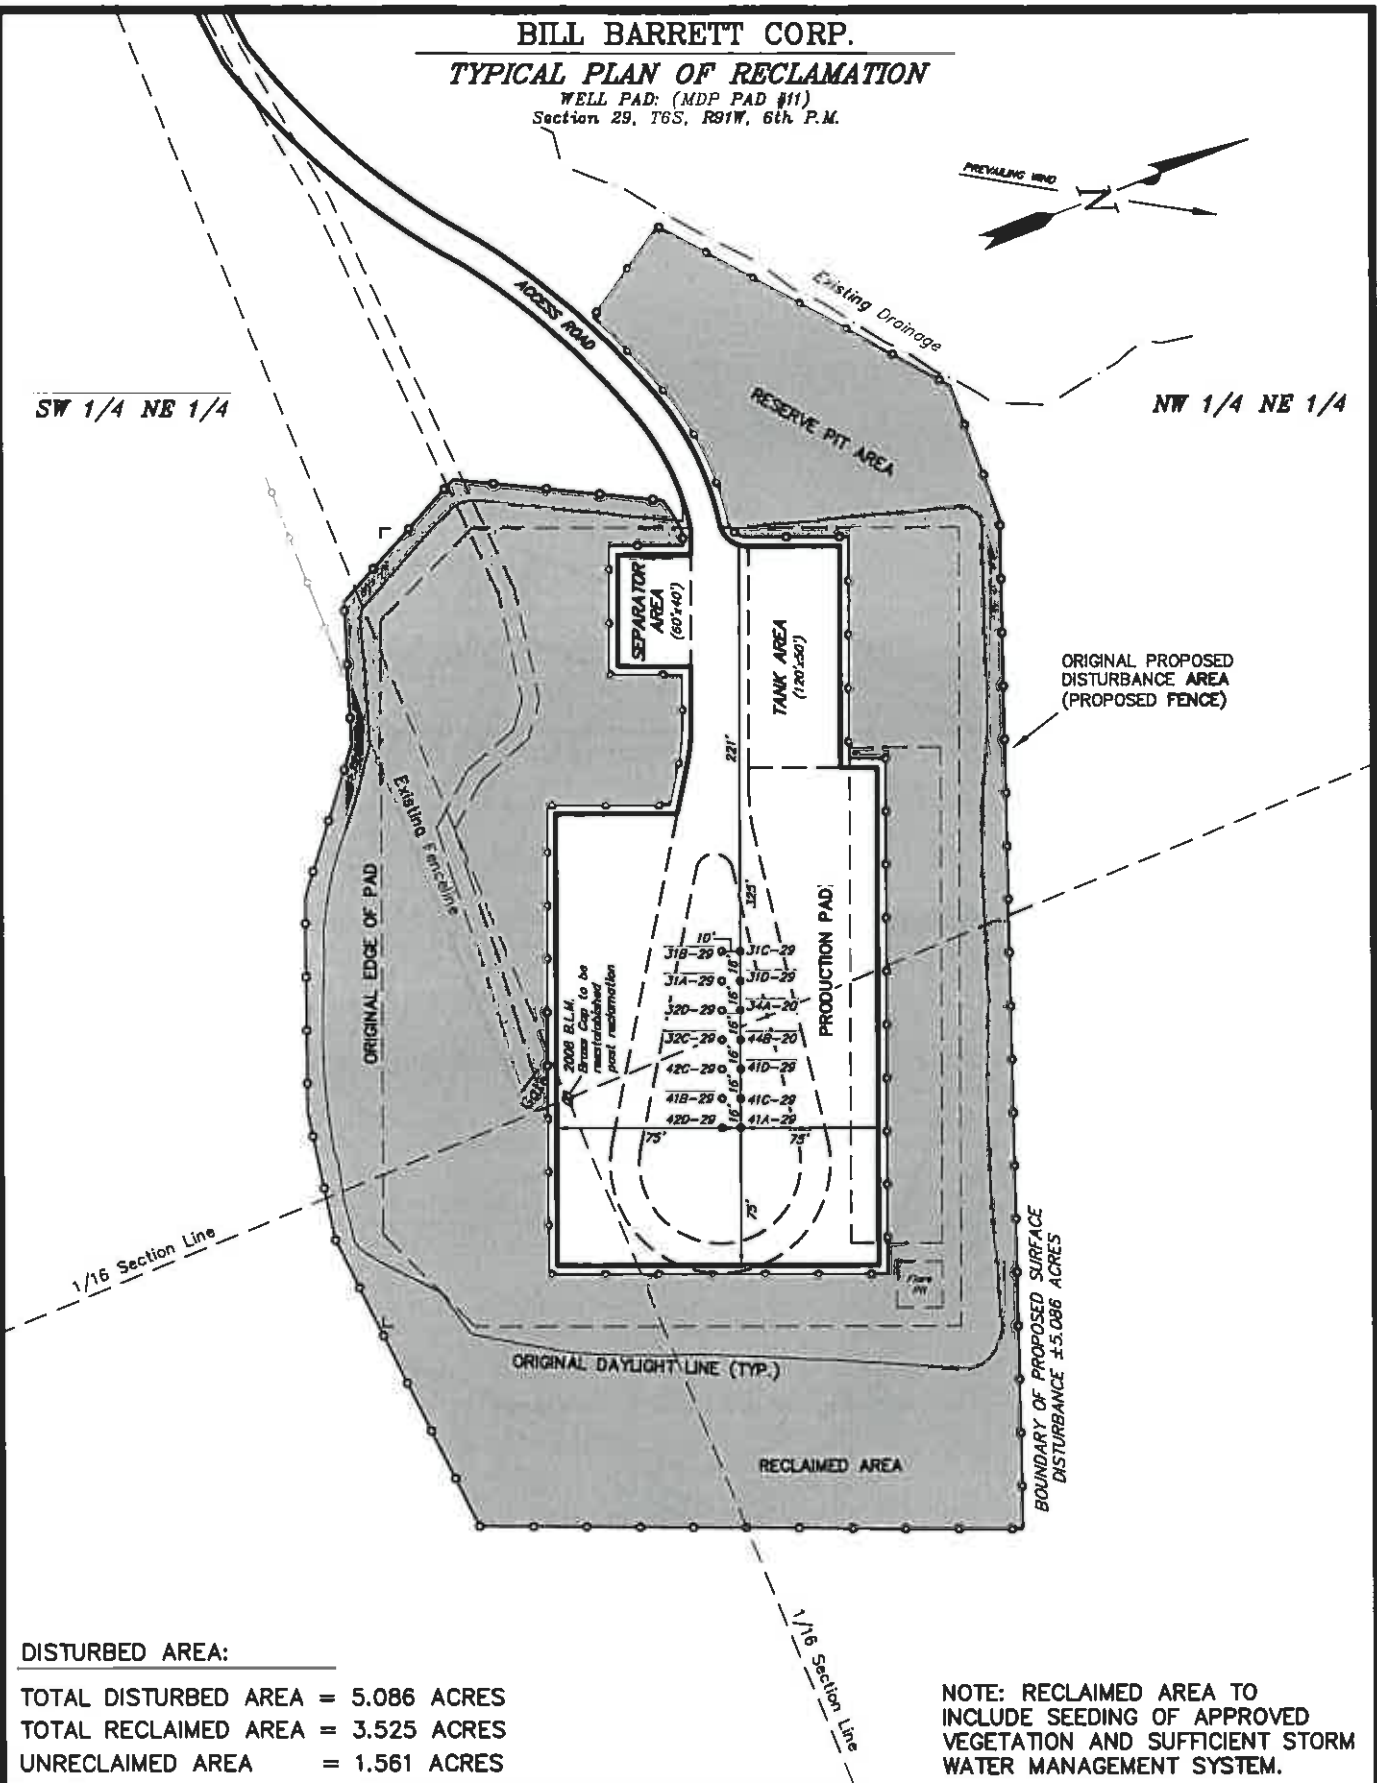 BILL BARRETT CORP.
TYPICAL PLAN OF RECLAMATION
WELL PAD: (MDP PAD #11)
Section 29, T6S, R91W, 6th P.M.
PREVAILING WIND
N
Existing Drainage
ACCESS ROAD
SW 1/4 NE 1/4
NW 1/4 NE 1/4
RESERVE PIT AREA
SEPARATOR
AREA
(60'x40')
TANK AREA
(120'x50')
ORIGINAL PROPOSED
DISTURBANCE AREA
(PROPOSED FENCE)
221'
Existing Fenceline
ORIGINAL EDGE OF PAD
325'
PRODUCTION PAD
10'
31B-29
31C-29
16'
31A-29
31D-29
16'
32D-29
34A-20
16'
32C-29
44B-20
16'
42C-29
41D-29
16'
41B-29
41C-29
16'
42D-29
41A-29
75'
75'
75'
2008 B.L.M.
Brass Cap to be
reestablished
post reclamation
1/16 Section Line
Flare
Pit
ORIGINAL DAYLIGHT LINE (TYP.)
BOUNDARY OF PROPOSED SURFACE
DISTURBANCE ±5.086 ACRES
RECLAIMED AREA
1/16 Section Line
DISTURBED AREA:
TOTAL DISTURBED AREA = 5.086 ACRES
TOTAL RECLAIMED AREA = 3.525 ACRES
UNRECLAIMED AREA = 1.561 ACRES
NOTE: RECLAIMED AREA TO
INCLUDE SEEDING OF APPROVED
VEGETATION AND SUFFICIENT STORM
WATER MANAGEMENT SYSTEM.